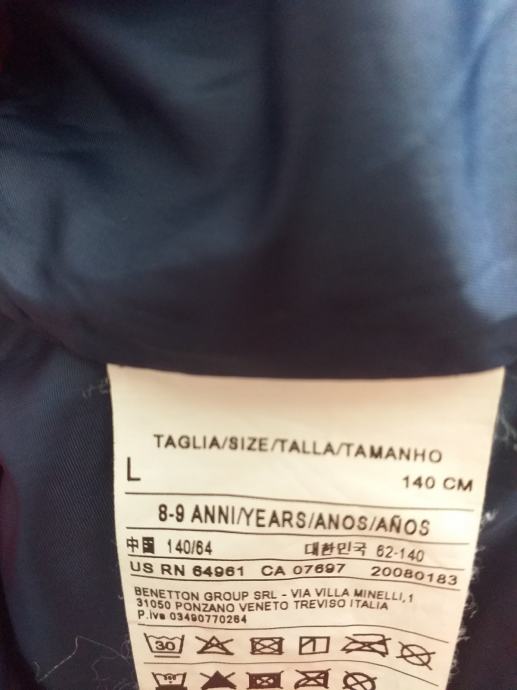 TAGLIA/SIZE/TALLA/TAMANHO
L 140 CM
8-9 ANNI/YEARS/ANOS/AÑOS
中国 140/64 대한민국 62-140
US RN 64961 CA 07697 20080183
BENETTON GROUP SRL - VIA VILLA MINELLI,1
31050 PONZANO VENETO TREVISO ITALIA
P.iva 03490770264
30 1